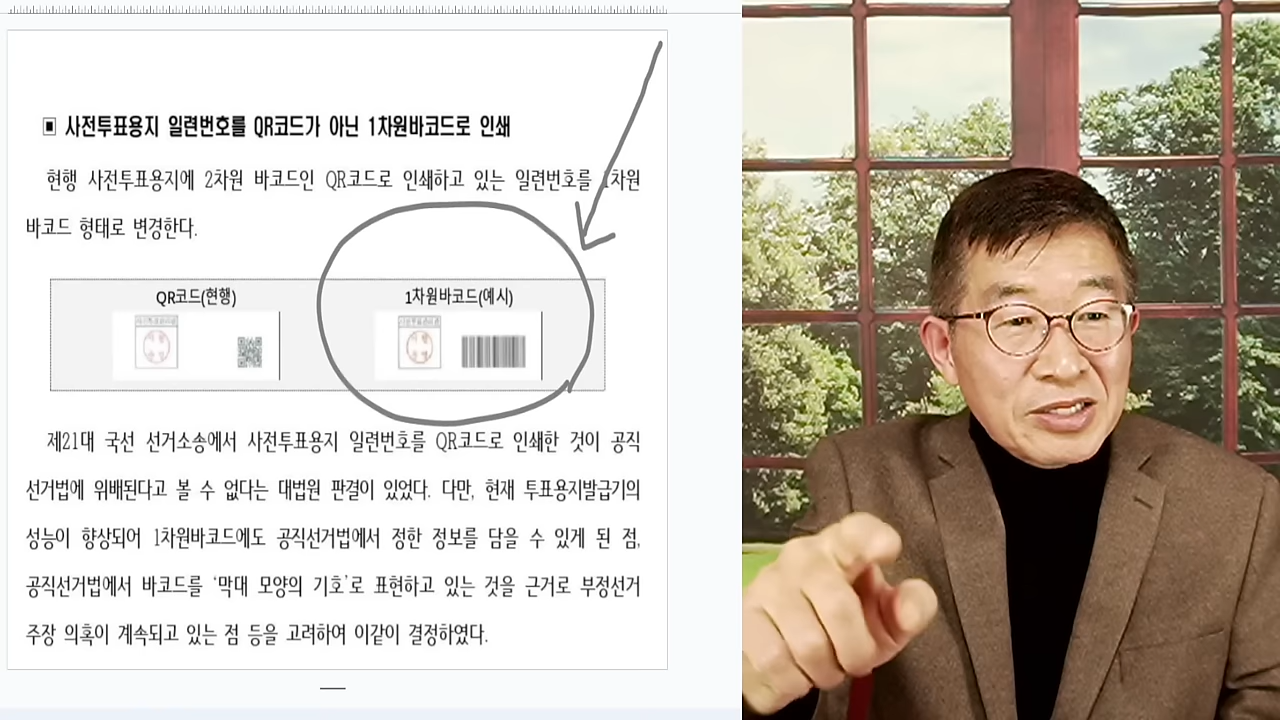 ▣ 사전투표용지 일련번호를 QR코드가 아닌 1차원바코드로 인쇄
현행 사전투표용지에 2차원 바코드인 QR코드로 인쇄하고 있는 일련번호를 1차원
바코드 형태로 변경한다.
QR코드(현행) 1차원바코드(예시)
제21대 국선 선거소송에서 사전투표용지 일련번호를 QR코드로 인쇄한 것이 공직
선거법에 위배된다고 볼 수 없다는 대법원 판결이 있었다. 다만, 현재 투표용지발급기의
성능이 향상되어 1차원바코드에도 공직선거법에서 정한 정보를 담을 수 있게 된 점,
공직선거법에서 바코드를 ‘막대 모양의 기호’로 표현하고 있는 것을 근거로 부정선거
주장 의혹이 계속되고 있는 점 등을 고려하여 이같이 결정하였다.